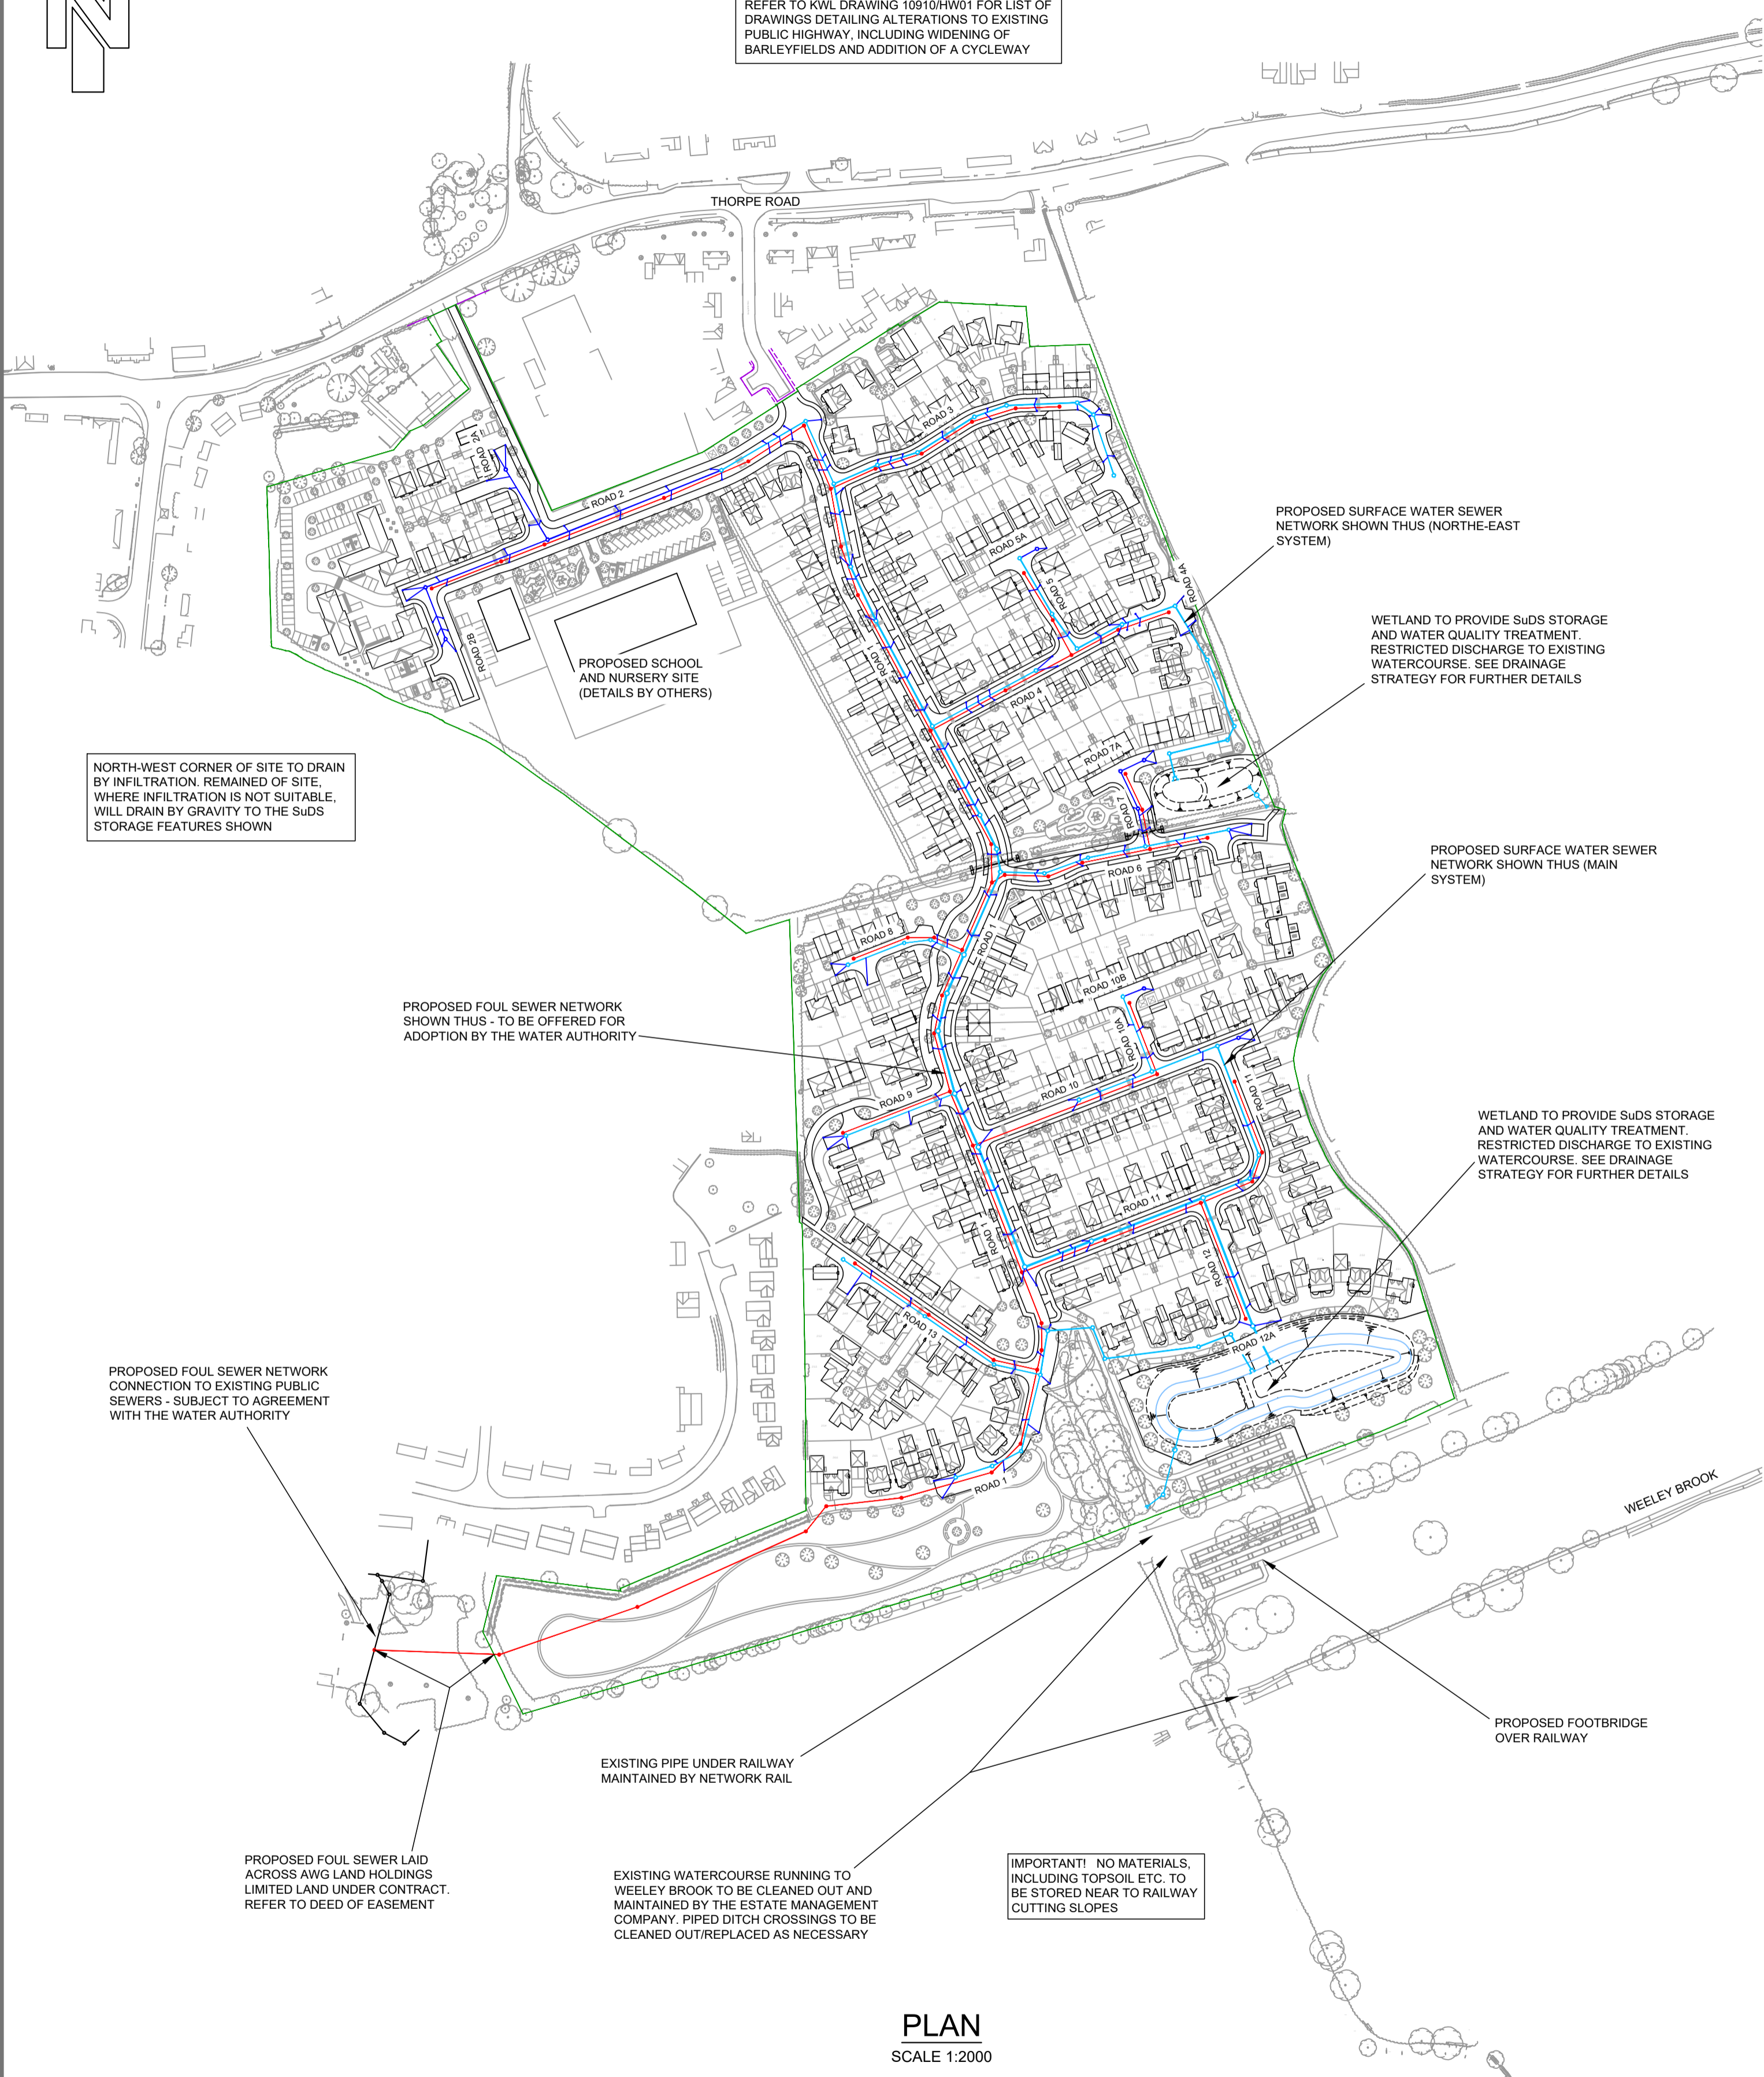 N
REFER TO KWL DRAWING 10910/HW01 FOR LIST OF
DRAWINGS DETAILING ALTERATIONS TO EXISTING
PUBLIC HIGHWAY, INCLUDING WIDENING OF
BARLEYFIELDS AND ADDITION OF A CYCLEWAY
THORPE ROAD
ROAD 3
ROAD 2A
ROAD 2
ROAD 5A
ROAD 5
ROAD 4A
PROPOSED SURFACE WATER SEWER
NETWORK SHOWN THUS (NORTHE-EAST
SYSTEM)
WETLAND TO PROVIDE SuDS STORAGE
AND WATER QUALITY TREATMENT.
RESTRICTED DISCHARGE TO EXISTING
WATERCOURSE. SEE DRAINAGE
STRATEGY FOR FURTHER DETAILS
ROAD 2B
PROPOSED SCHOOL
AND NURSERY SITE
(DETAILS BY OTHERS)
ROAD 1
ROAD 4
ROAD 7A
ROAD
NORTH-WEST CORNER OF SITE TO DRAIN
BY INFILTRATION. REMAINED OF SITE,
WHERE INFILTRATION IS NOT SUITABLE,
WILL DRAIN BY GRAVITY TO THE SuDS
STORAGE FEATURES SHOWN
ROAD 6
PROPOSED SURFACE WATER SEWER
NETWORK SHOWN THUS (MAIN
SYSTEM)
ROAD 8
ROAD 1
ROAD 10B
ROAD 10A
PROPOSED FOUL SEWER NETWORK
SHOWN THUS - TO BE OFFERED FOR
ADOPTION BY THE WATER AUTHORITY
ROAD 9
ROAD 10
ROAD 11
WETLAND TO PROVIDE SuDS STORAGE
AND WATER QUALITY TREATMENT.
RESTRICTED DISCHARGE TO EXISTING
WATERCOURSE. SEE DRAINAGE
STRATEGY FOR FURTHER DETAILS
ROAD 11
ROAD 1
ROAD 12
ROAD 13
ROAD 12A
PROPOSED FOUL SEWER NETWORK
CONNECTION TO EXISTING PUBLIC
SEWERS - SUBJECT TO AGREEMENT
WITH THE WATER AUTHORITY
ROAD 1
WEELEY BROOK
PROPOSED FOOTBRIDGE
OVER RAILWAY
EXISTING PIPE UNDER RAILWAY
MAINTAINED BY NETWORK RAIL
PROPOSED FOUL SEWER LAID
ACROSS AWG LAND HOLDINGS
LIMITED LAND UNDER CONTRACT.
REFER TO DEED OF EASEMENT
EXISTING WATERCOURSE RUNNING TO
WEELEY BROOK TO BE CLEANED OUT AND
MAINTAINED BY THE ESTATE MANAGEMENT
COMPANY. PIPED DITCH CROSSINGS TO BE
CLEANED OUT/REPLACED AS NECESSARY
IMPORTANT! NO MATERIALS,
INCLUDING TOPSOIL ETC. TO
BE STORED NEAR TO RAILWAY
CUTTING SLOPES
PLAN
SCALE 1:2000